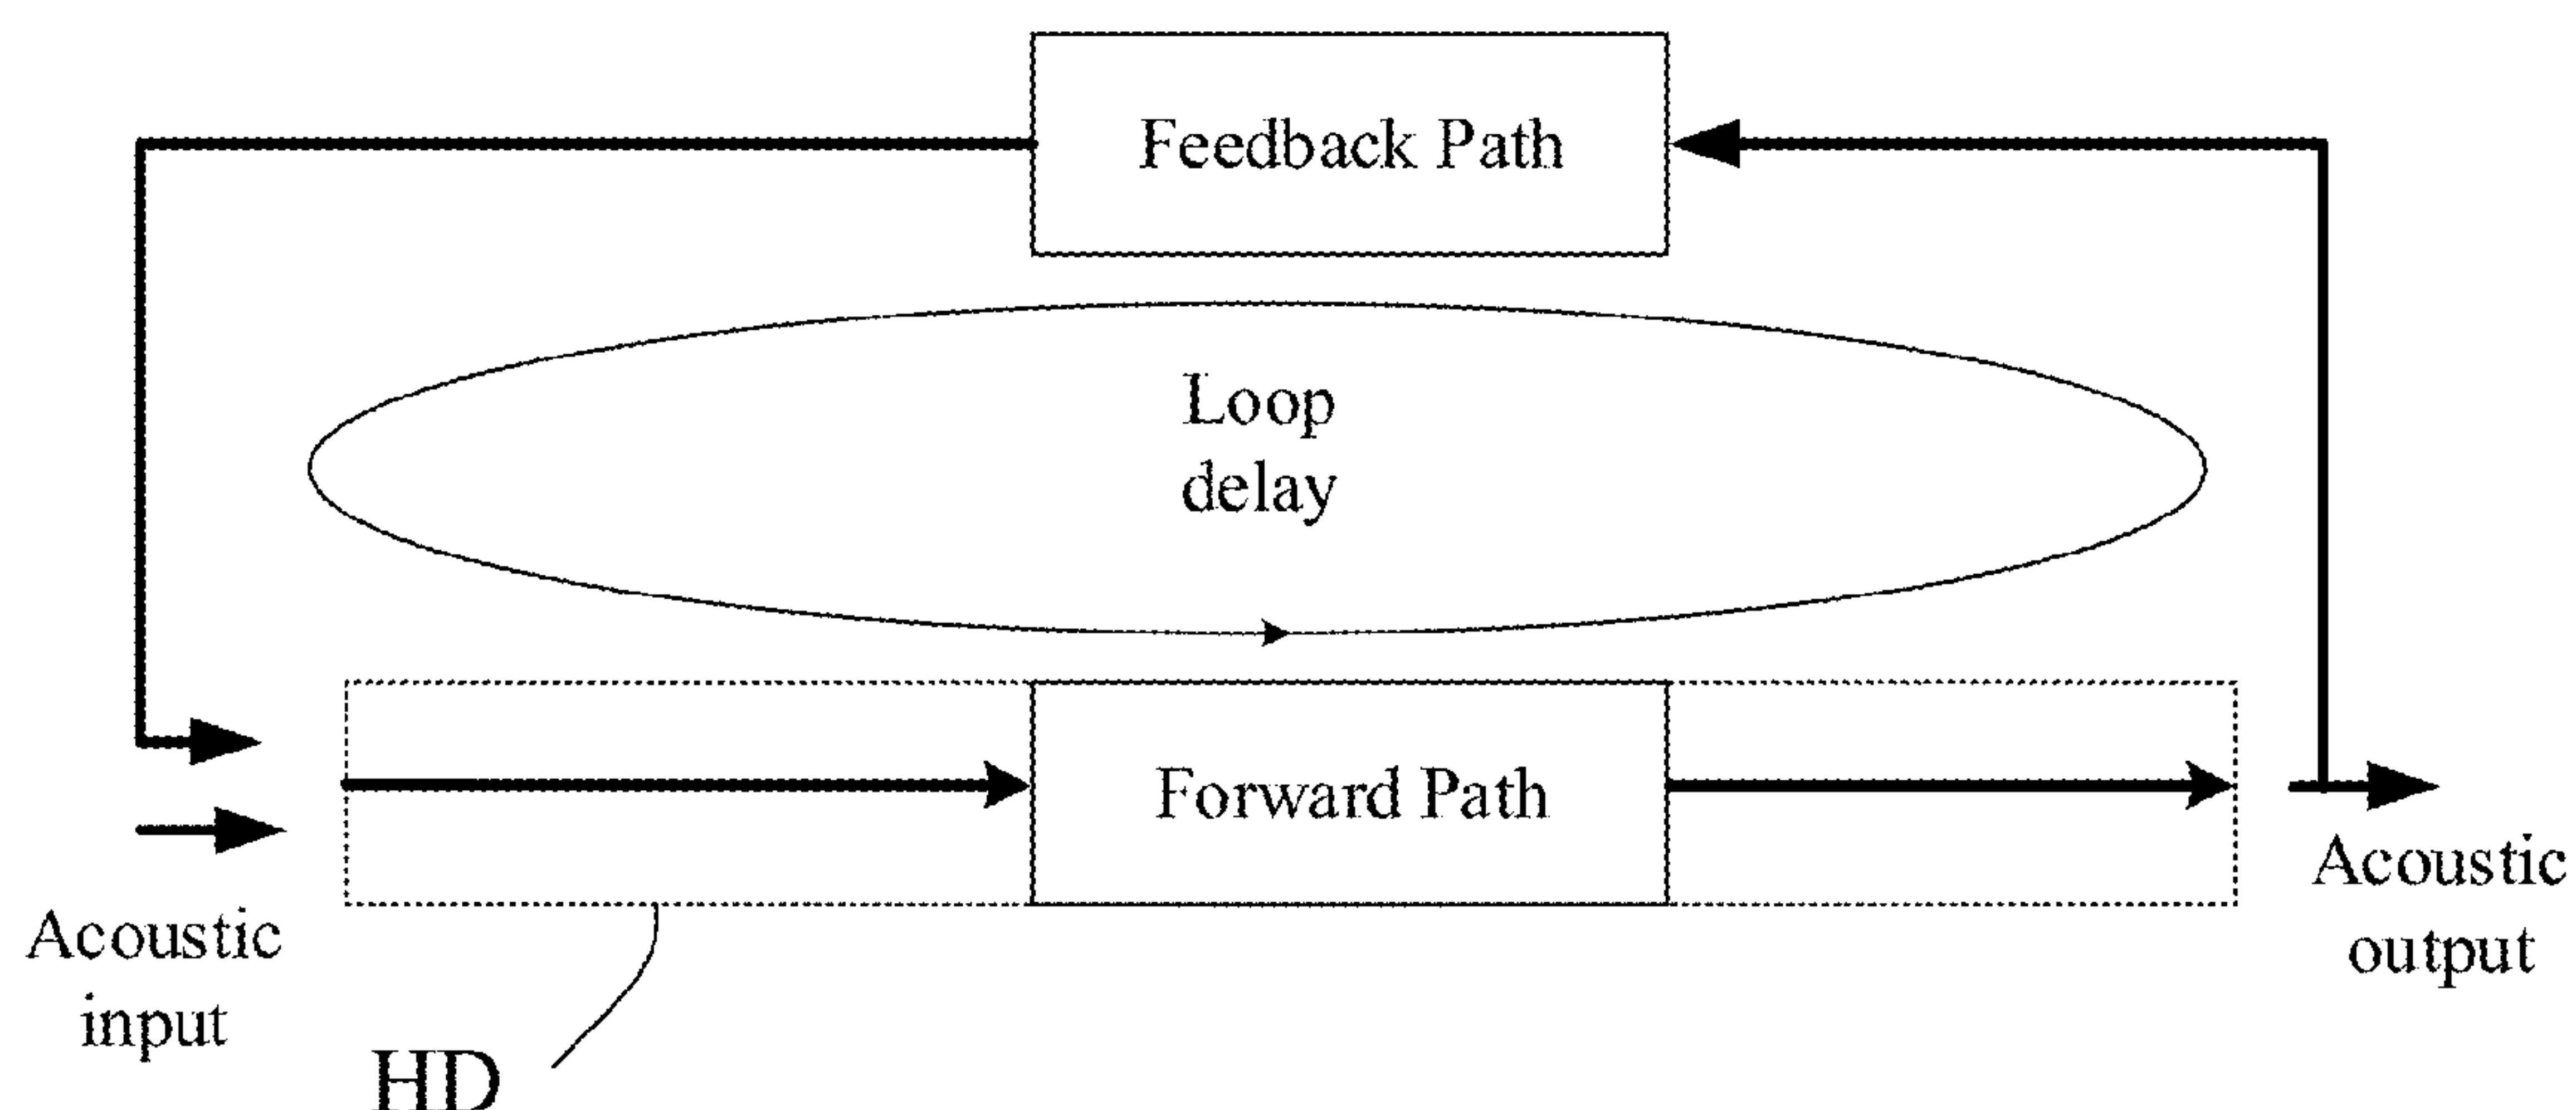 Feedback Path
Loop
delay
Forward Path
Acoustic
input
Acoustic
output
HD